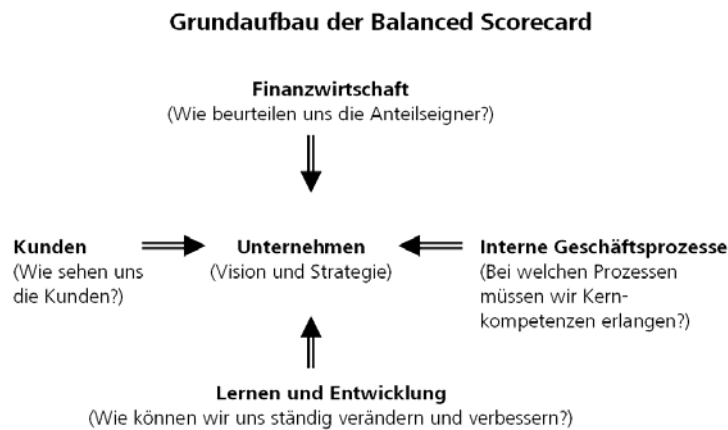 Grundaufbau der Balanced Scorecard
Finanzwirtschaft
(Wie beurteilen uns die Anteilseigner?)
Kunden
(Wie sehen uns
die Kunden?)
Unternehmen
(Vision und Strategie)
Interne Geschäftsprozesse
(Bei welchen Prozessen
müssen wir Kern-
kompetenzen erlangen?)
Lernen und Entwicklung
(Wie können wir uns ständig verändern und verbessern?)